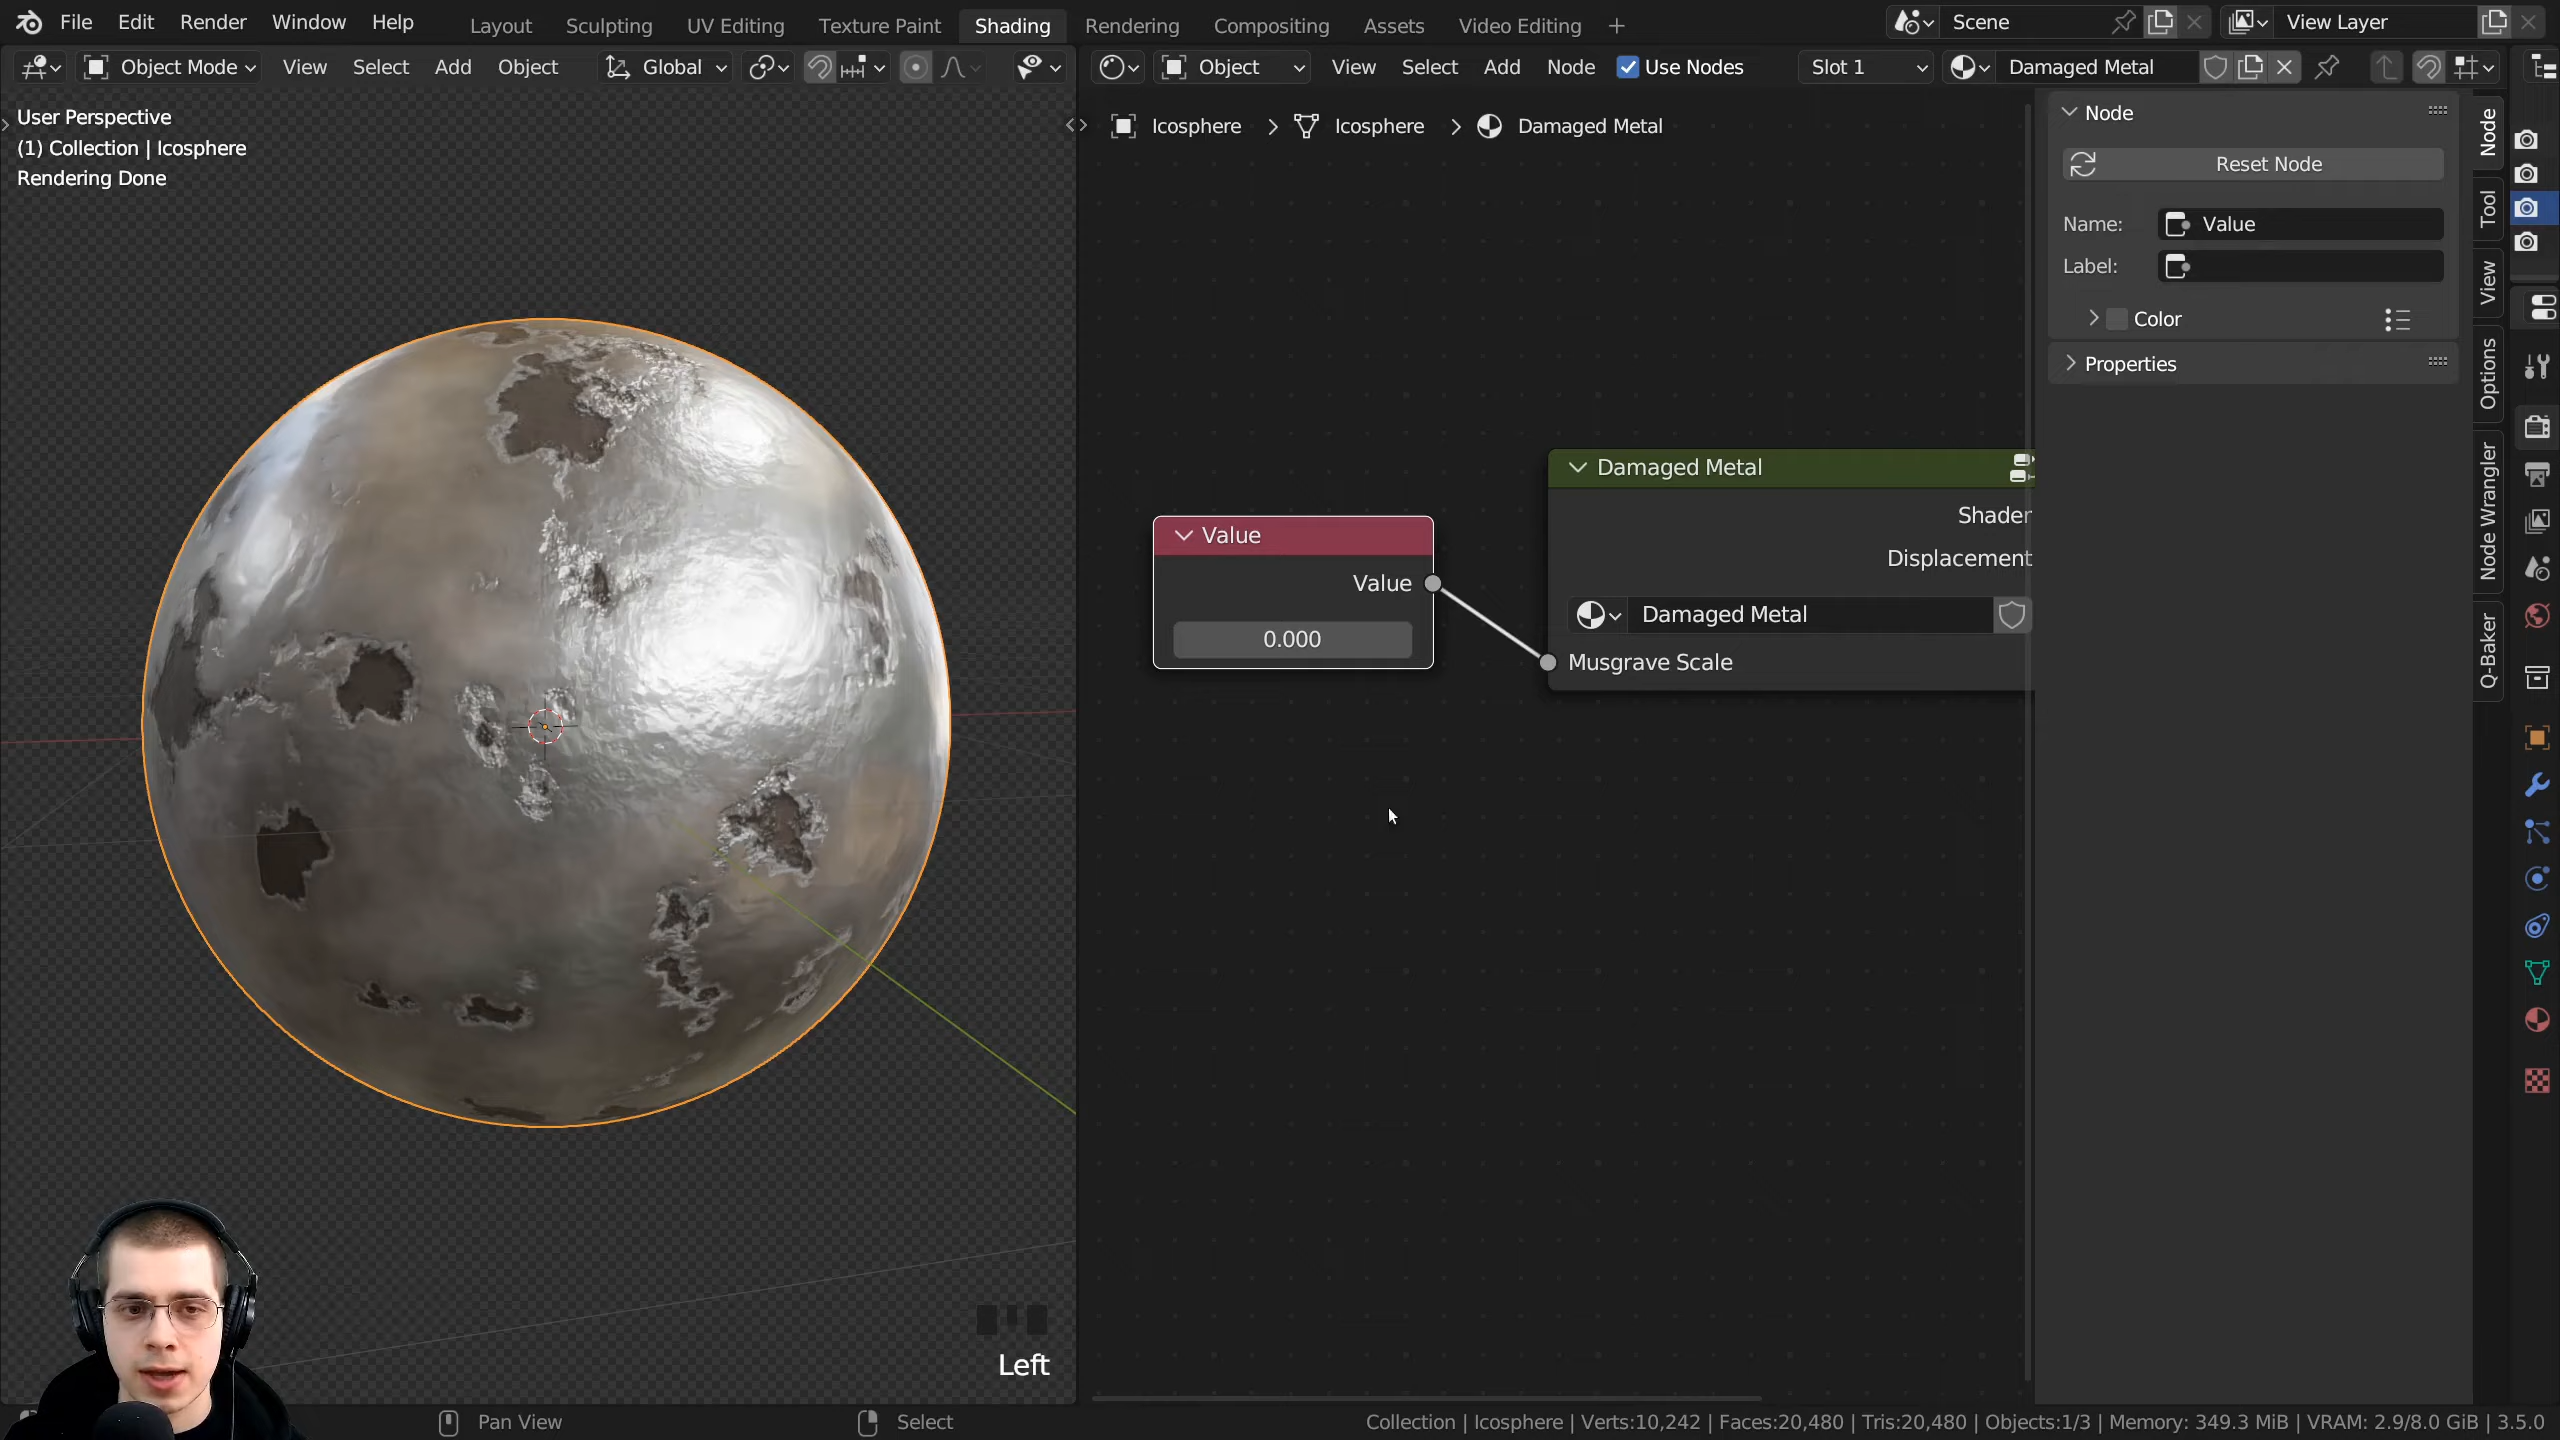 File Edit Render Window Help Layout Sculpting UV Editing Texture Paint Shading Rendering Compositing Assets Video Editing + Scene View Layer
Object Mode View Select Add Object Global Object View Select Add Node Use Nodes Slot 1 Damaged Metal
User Perspective
(1) Collection | Icosphere
Rendering Done
Icosphere > Icosphere > Damaged Metal
Node
Reset Node
Name: Value
Label:
Color
Properties
Node
Tool
View
Options
Node Wrangler
Q-Baker
Value
Value
0.000
Damaged Metal
Shader
Displacement
Damaged Metal
Musgrave Scale
Left
Pan View Select Collection | Icosphere | Verts:10,242 | Faces:20,480 | Tris:20,480 | Objects:1/3 | Memory: 349.3 MiB | VRAM: 2.9/8.0 GiB | 3.5.0